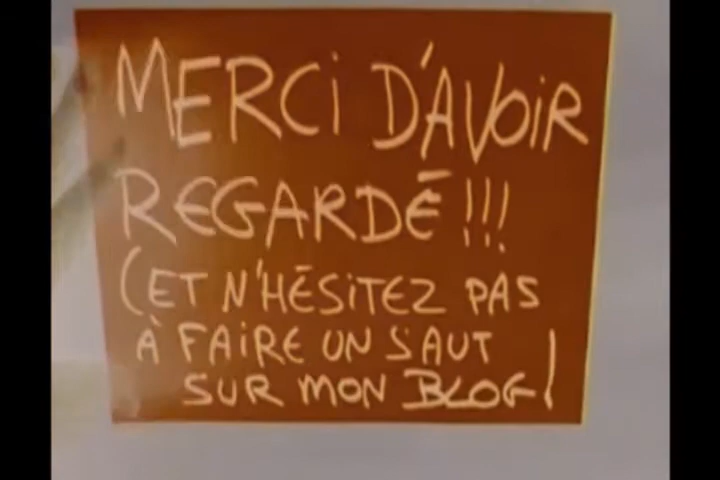 MERCI D'AVOIR
REGARDÉ!!!
(ET N'HÉSITEZ PAS
À FAIRE UN SAUT
SUR MON BLOG!